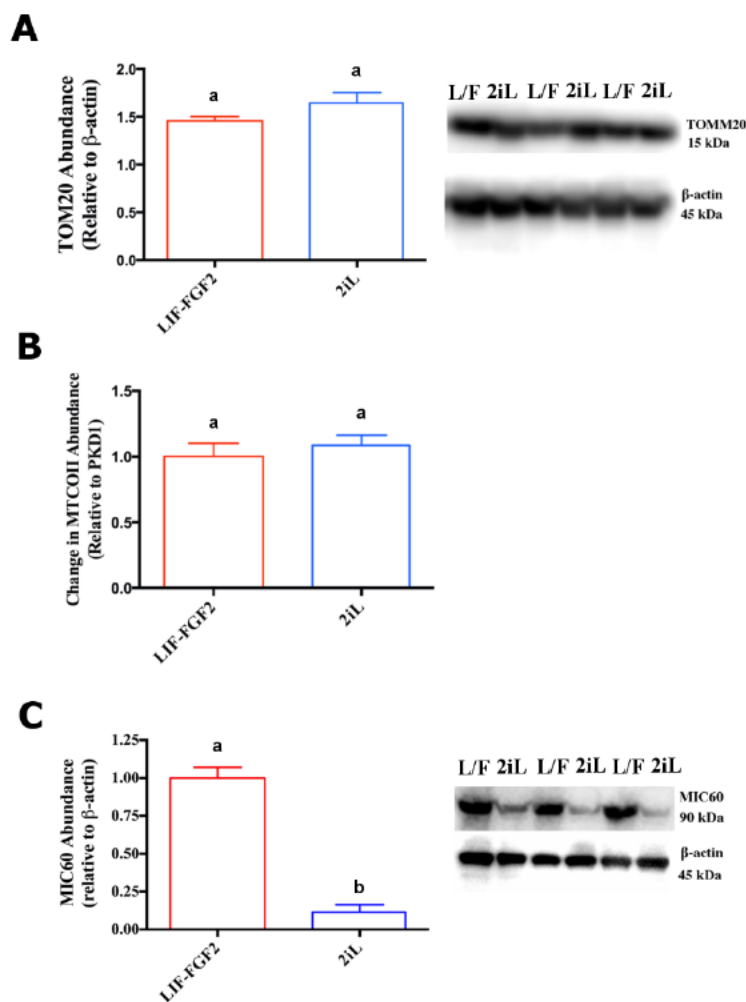 A
TOM20 Abundance
(Relative to β-actin)
2.0
1.5
1.0
0.5
0.0
a
a
LIF-FGF2
2iL
L/F 2iL L/F 2iL L/F 2iL
TOMM20
15 kDa
β-actin
45 kDa
B
Change in MTCOII Abundance
(Relative to PKD1)
1.5
1.0
0.5
0.0
a
a
LIF-FGF2
2iL
C
MIC60 Abundance
(relative to β-actin)
1.25
1.00
0.75
0.50
0.25
0.00
a
b
LIF-FGF2
2iL
L/F 2iL L/F 2iL L/F 2iL
MIC60
90 kDa
β-actin
45 kDa